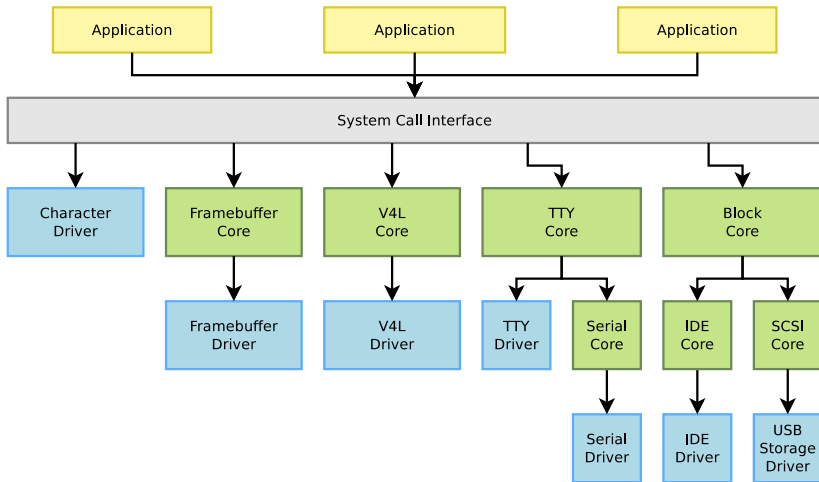 Application
Application
Application
System Call Interface
Character
Driver
Framebuffer
Core
V4L
Core
TTY
Core
Block
Core
Framebuffer
Driver
V4L
Driver
TTY
Driver
Serial
Core
IDE
Core
SCSI
Core
Serial
Driver
IDE
Driver
USB
Storage
Driver